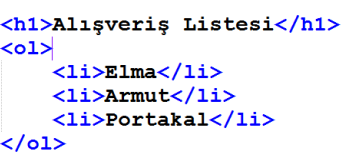 <h1>Alışveriş Listesi</h1>
<ol>
    <li>Elma</li>
    <li>Armut</li>
    <li>Portakal</li>
</ol>